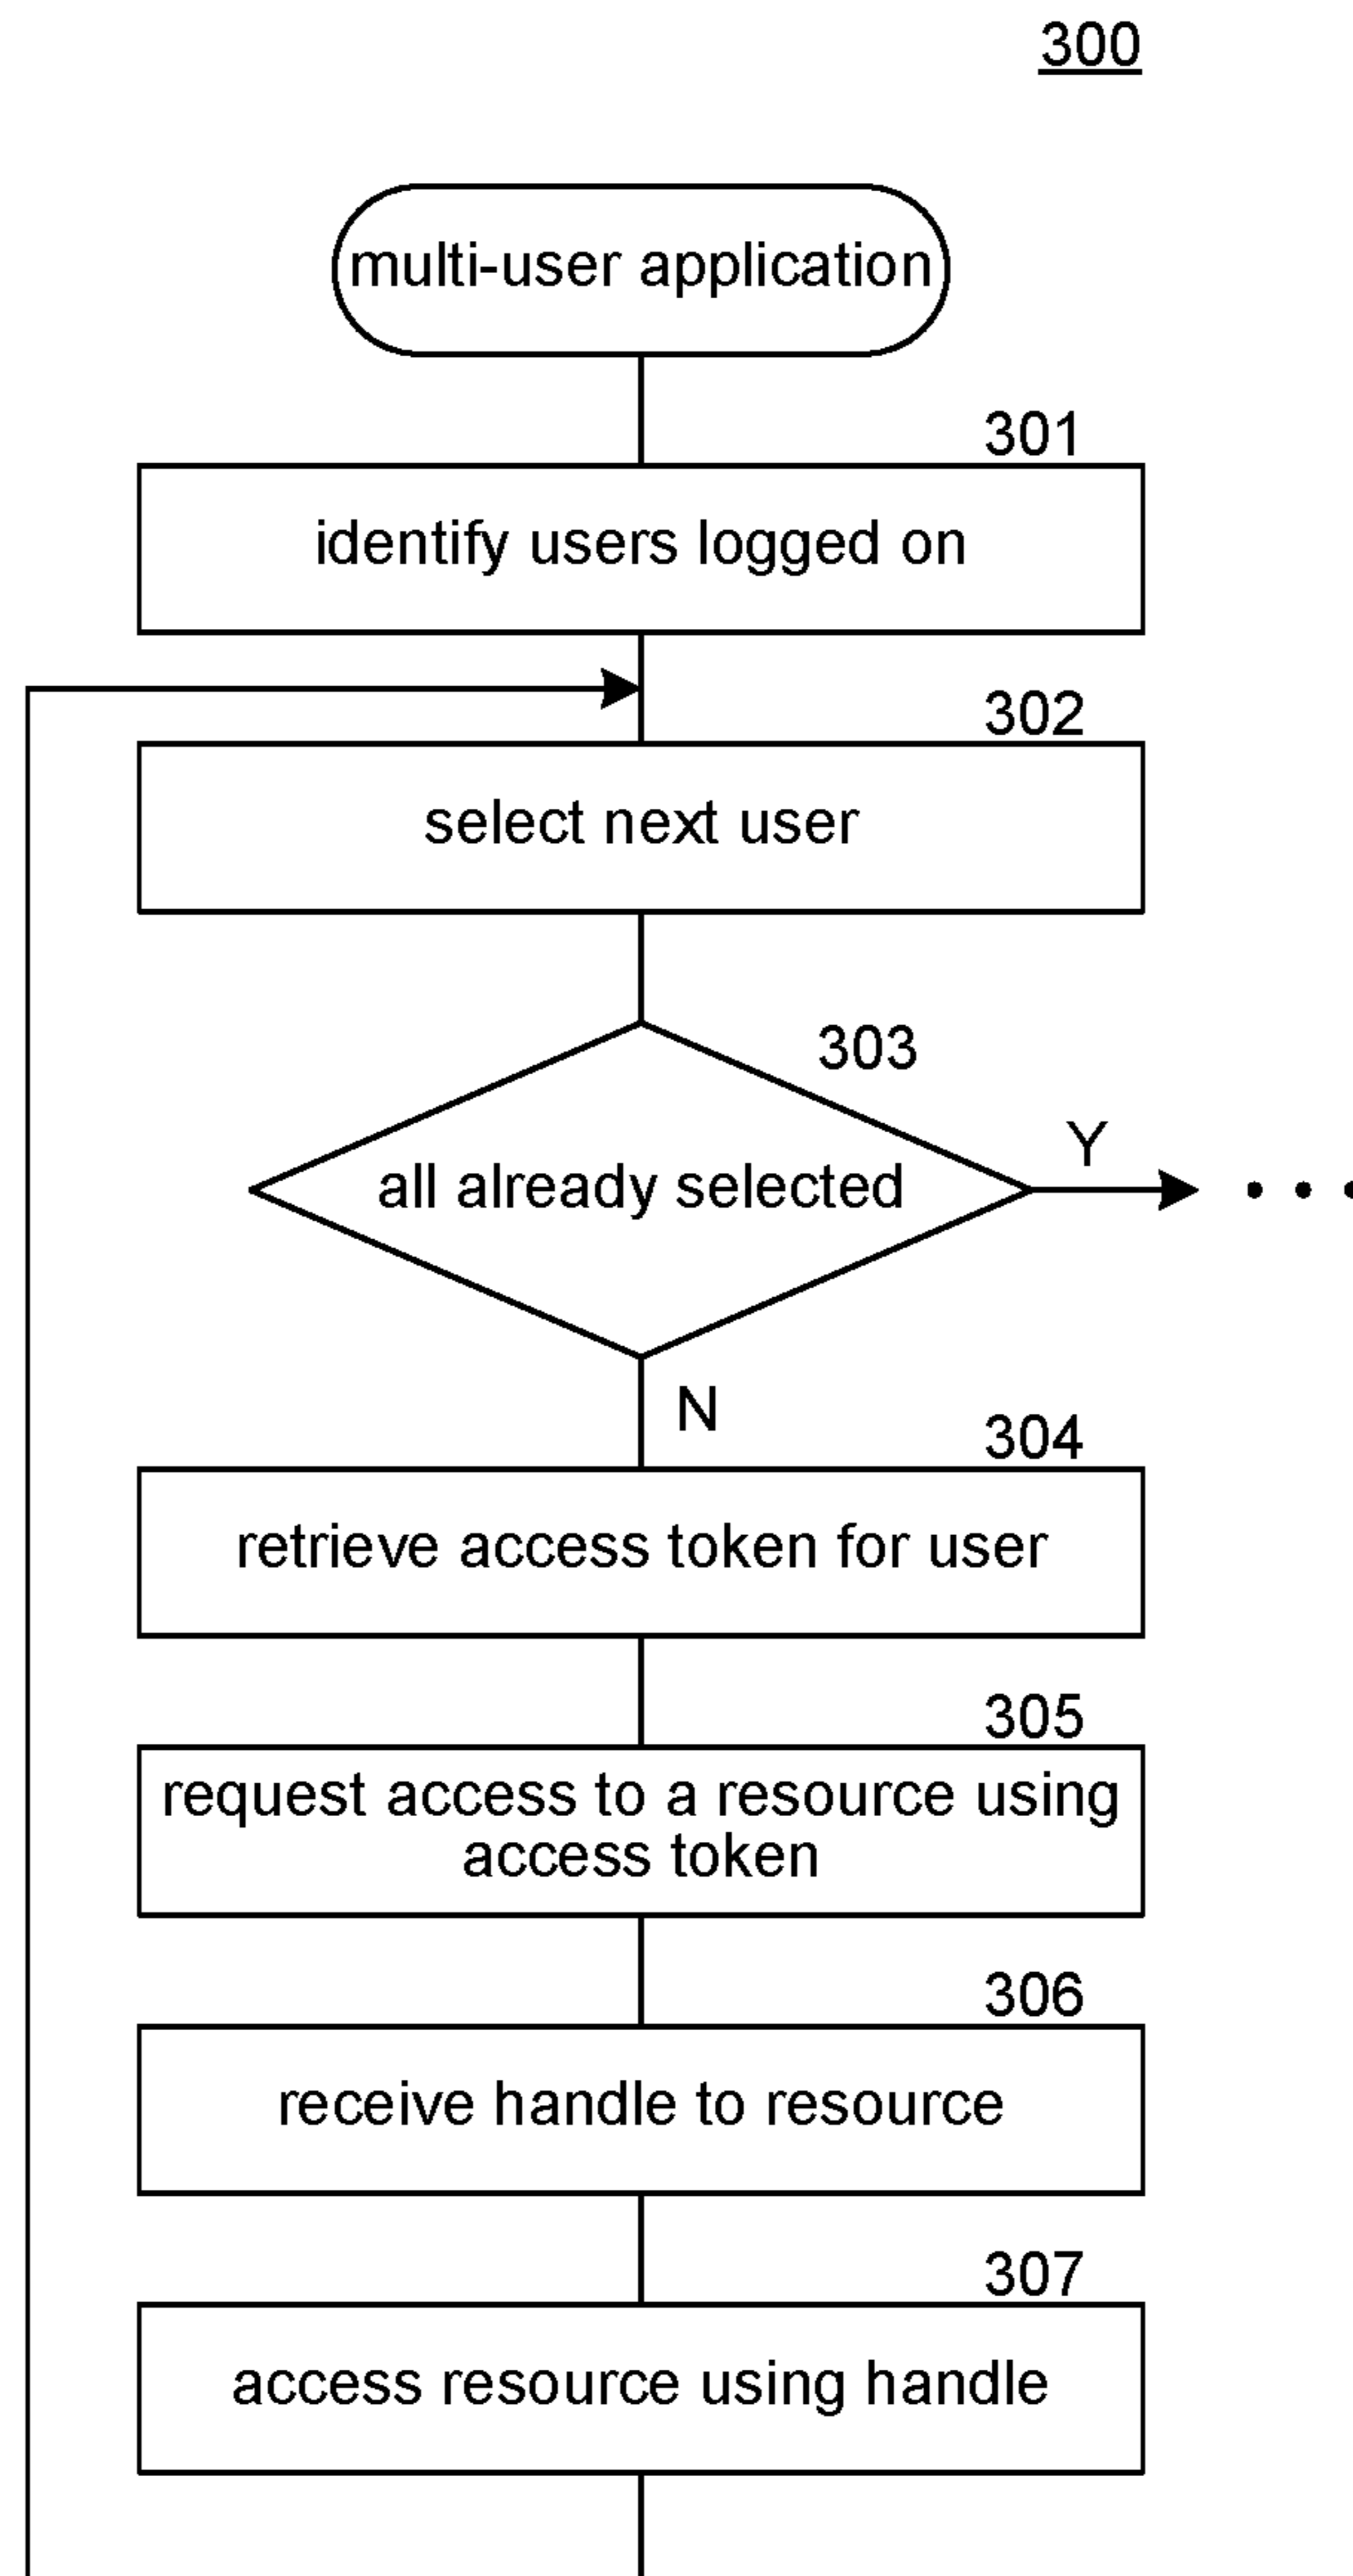 300
multi-user application
301
identify users logged on
302
select next user
303
all already selected
Y
N
304
retrieve access token for user
305
request access to a resource using
access token
306
receive handle to resource
307
access resource using handle